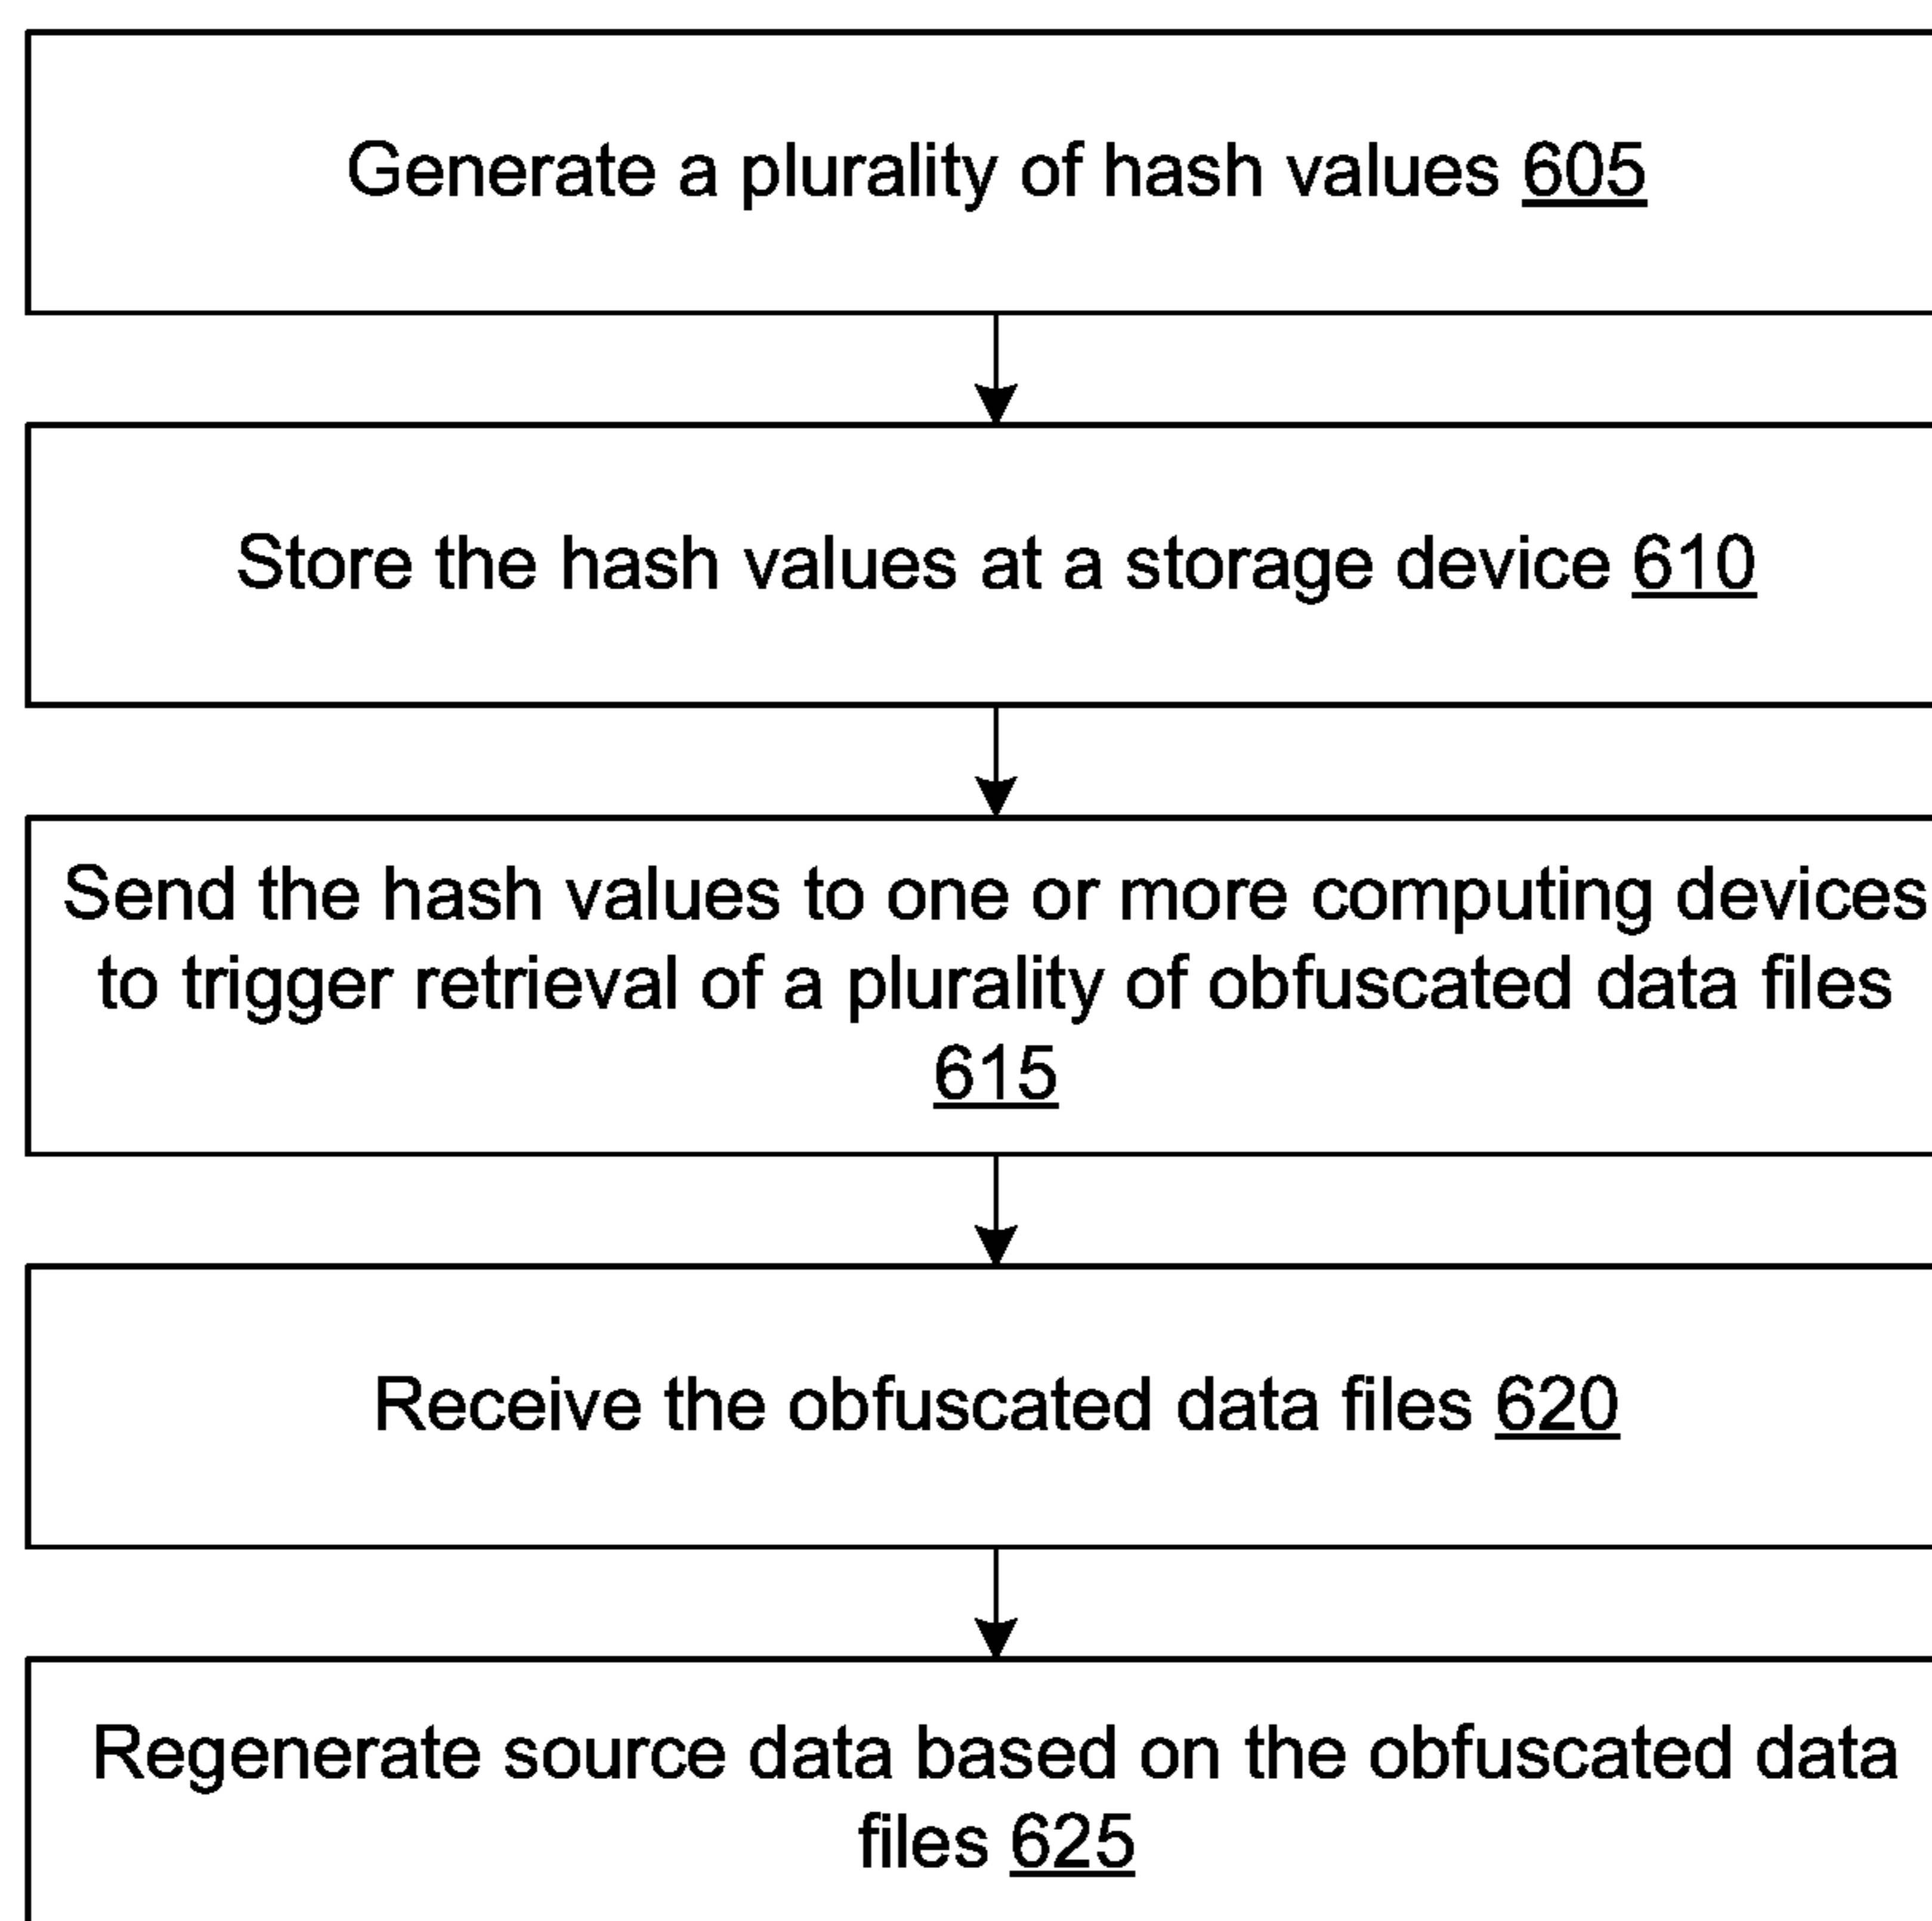 Generate a plurality of hash values 605
Store the hash values at a storage device 610
Send the hash values to one or more computing devices
to trigger retrieval of a plurality of obfuscated data files
615
Receive the obfuscated data files 620
Regenerate source data based on the obfuscated data
files 625